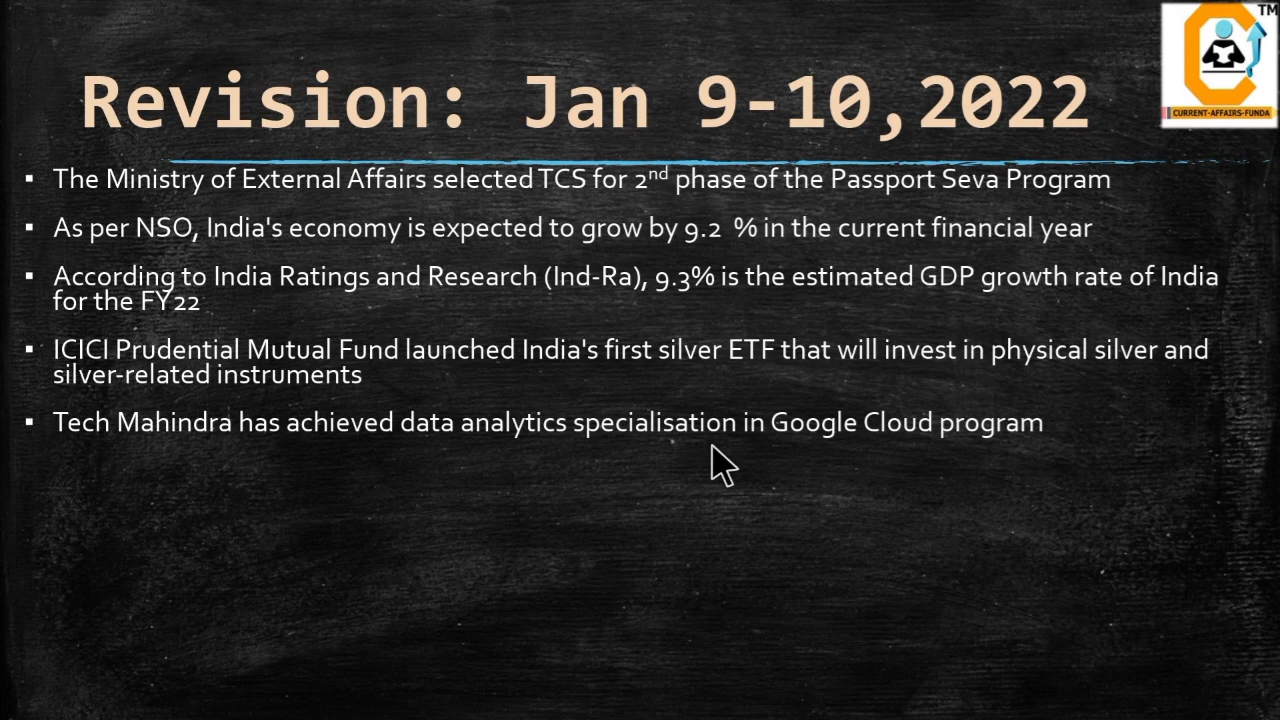 TM
CURRENT-AFFAIRS-FUNDA
Revision: Jan 9-10,2022
▪ The Ministry of External Affairs selected TCS for 2nd phase of the Passport Seva Program
▪ As per NSO, India's economy is expected to grow by 9.2 % in the current financial year
▪ According to India Ratings and Research (Ind-Ra), 9.3% is the estimated GDP growth rate of India
for the FY22
▪ ICICI Prudential Mutual Fund launched India's first silver ETF that will invest in physical silver and
silver-related instruments
▪ Tech Mahindra has achieved data analytics specialisation in Google Cloud program